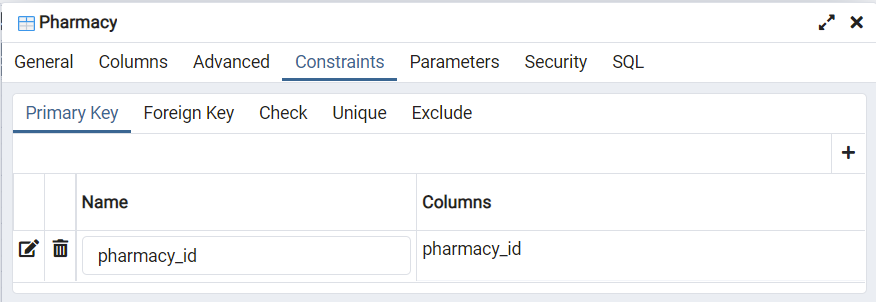 Pharmacy
General Columns Advanced Constraints Parameters Security SQL
Primary Key Foreign Key Check Unique Exclude
Name Columns
pharmacy_id pharmacy_id